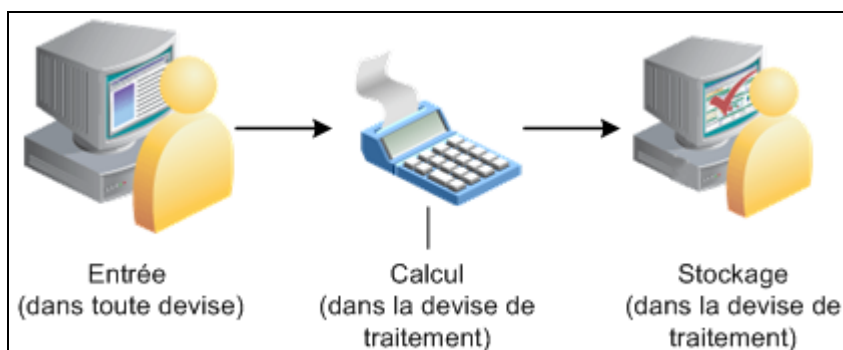 Entrée
(dans toute devise)
Calcul
(dans la devise de
traitement)
Stockage
(dans la devise de
traitement)